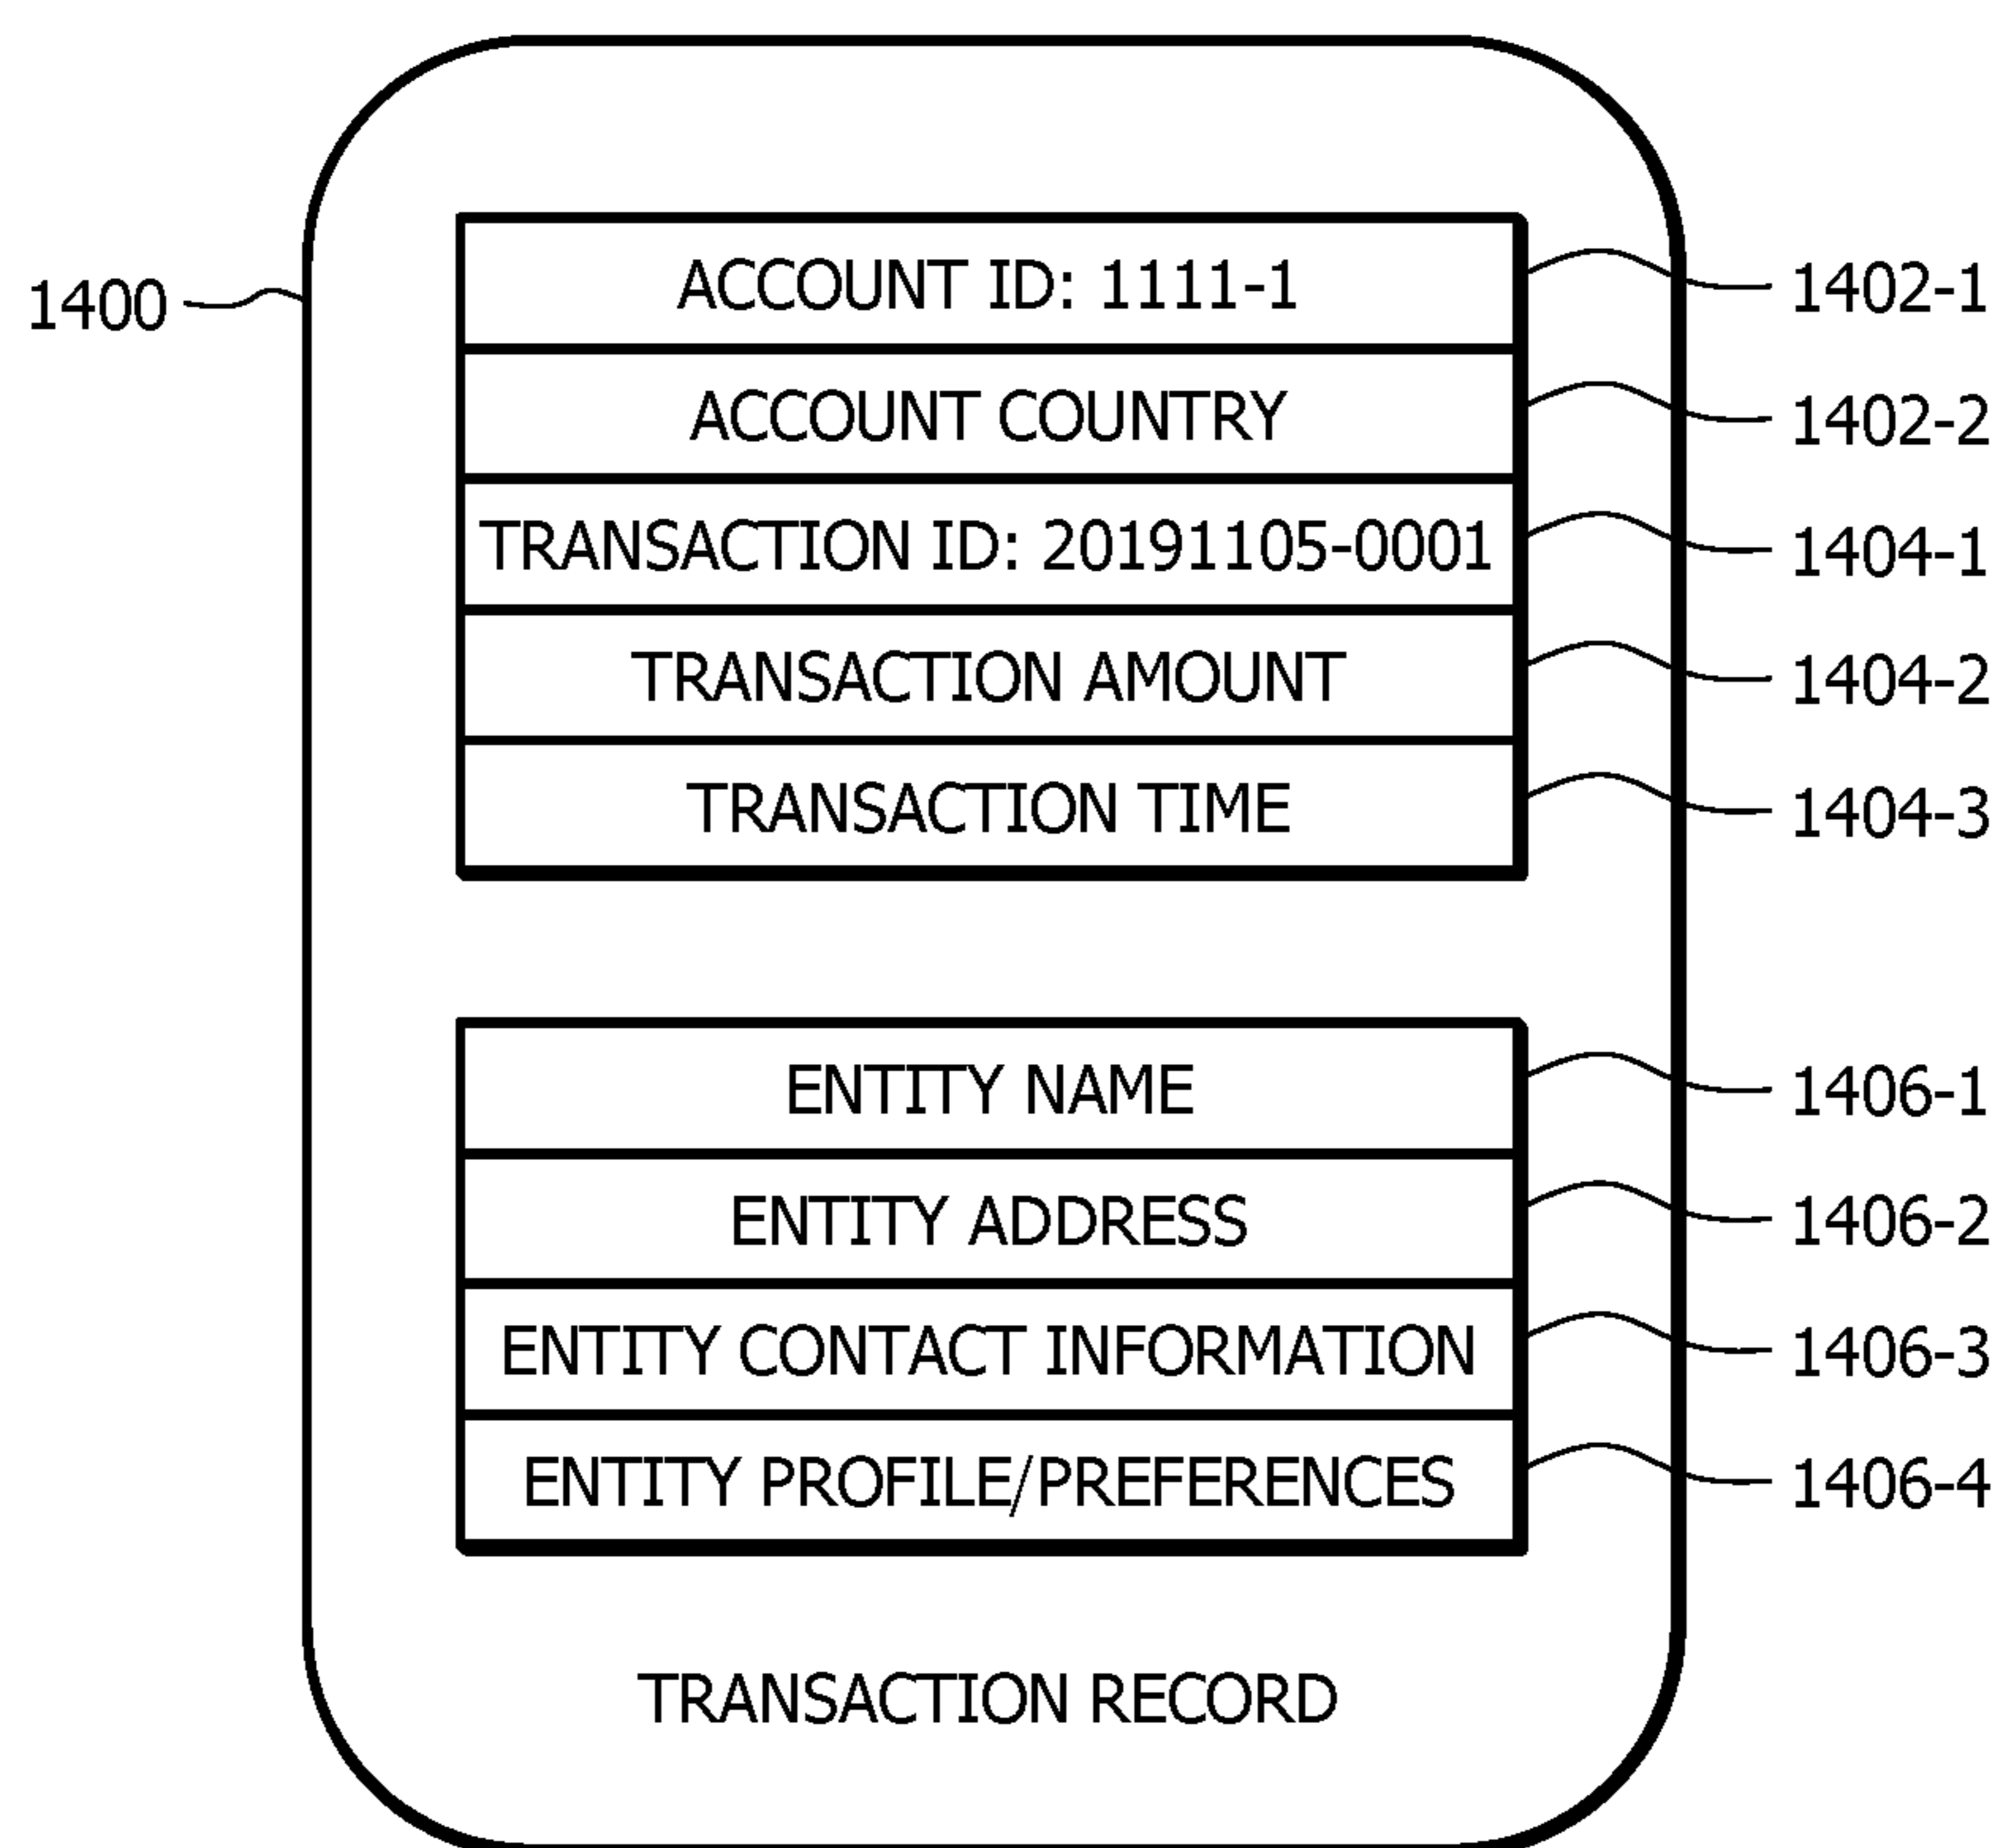 1400
ACCOUNT ID: 1111-1 1402-1
ACCOUNT COUNTRY 1402-2
TRANSACTION ID: 20191105-0001 1404-1
TRANSACTION AMOUNT 1404-2
TRANSACTION TIME 1404-3
ENTITY NAME 1406-1
ENTITY ADDRESS 1406-2
ENTITY CONTACT INFORMATION 1406-3
ENTITY PROFILE/PREFERENCES 1406-4
TRANSACTION RECORD